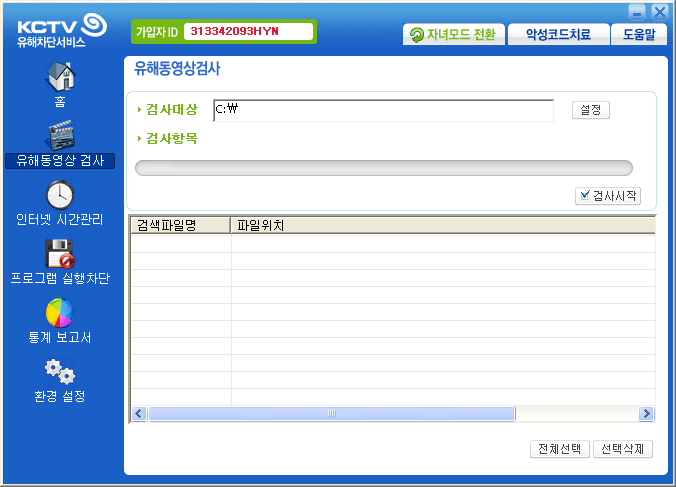 KCTV
유해차단서비스
가입자 ID 313342093HYN
자녀모드 전환 악성코드치료 도움말
홈
유해동영상 검사
인터넷 시간관리
프로그램 실행차단
통계 보고서
환경 설정
유해동영상검사
검사대상 C:₩ 설정
검사항목
검사시작
검색파일명 파일위치
전체선택 선택삭제